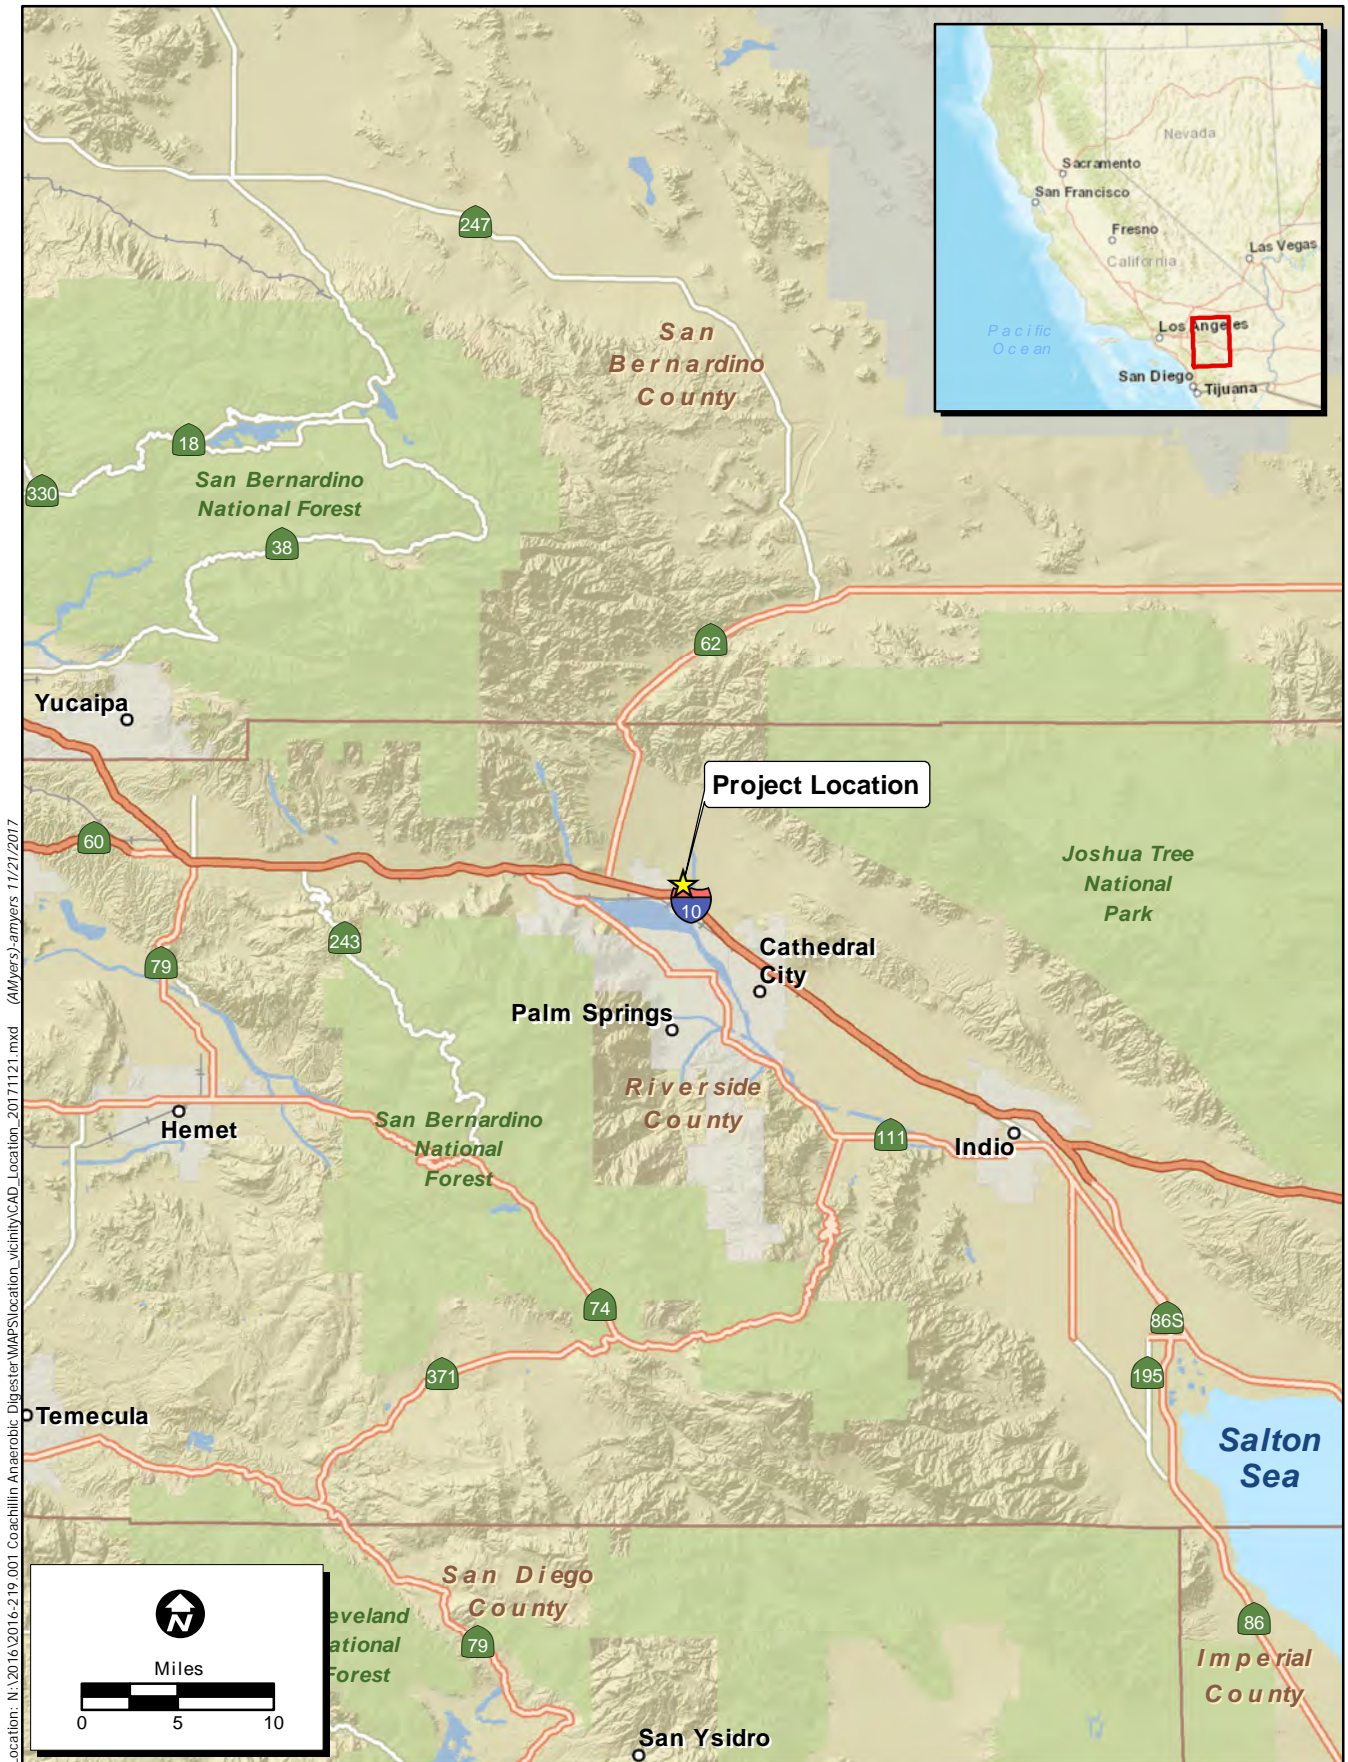 Nevada
Sacramento
San Francisco
Fresno
California
Las Vegas
Pacific
Ocean
Los Angeles
San Diego
Tijuana
247
San
Bernardino
County
18
330
San Bernardino
National Forest
38
62
Yucaipa
Project Location
60
Joshua Tree
National
Park
10
243
79
Cathedral
City
Palm Springs
Riverside
County
San Bernardino
National
Forest
Hemet
111
Indio
74
86S
371
195
Temecula
Salton
Sea
San Diego
County
eveland
ational
Forest
79
86
Imperial
County
San Ysidro
N
Miles
0 5 10
ocation: N:\2016\2016-219.001 Coachillin Anaerobic Digester\MAPS\location_vicinity\CAD_Location_20171121.mxd (AMyers)-amyers 11/21/2017